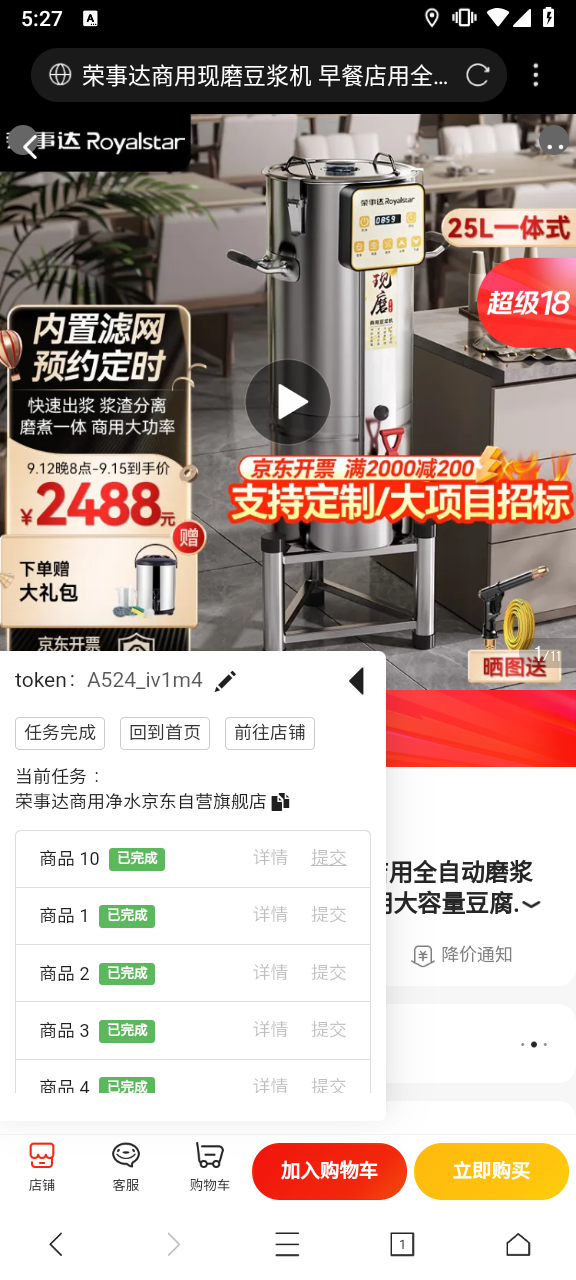 5:27
A
荣事达商用现磨豆浆机 早餐店用全...
荣事达 Royalstar
荣事达 Royalstar
0859
25L一体式
超级18
现磨
商用豆浆机
内置滤网
预约定时
快速出浆 浆渣分离
磨煮一体 商用大功率
9.12晚8点-9.15到手价
¥2488元
赠
下单赠
大礼包
京东开票 满2000减200
支持定制/大项目招标
京东开票
1/11
晒图送
token: A524_iv1m4
任务完成 回到首页 前往店铺
当前任务：
荣事达商用净水京东自营旗舰店
商品 10 已完成 详情 提交
商品 1 已完成 详情 提交
商品 2 已完成 详情 提交
商品 3 已完成 详情 提交
商品 4 已完成 详情 提交
用全自动磨浆
大容量豆腐.
降价通知
店铺
客服
购物车
加入购物车
立即购买
1